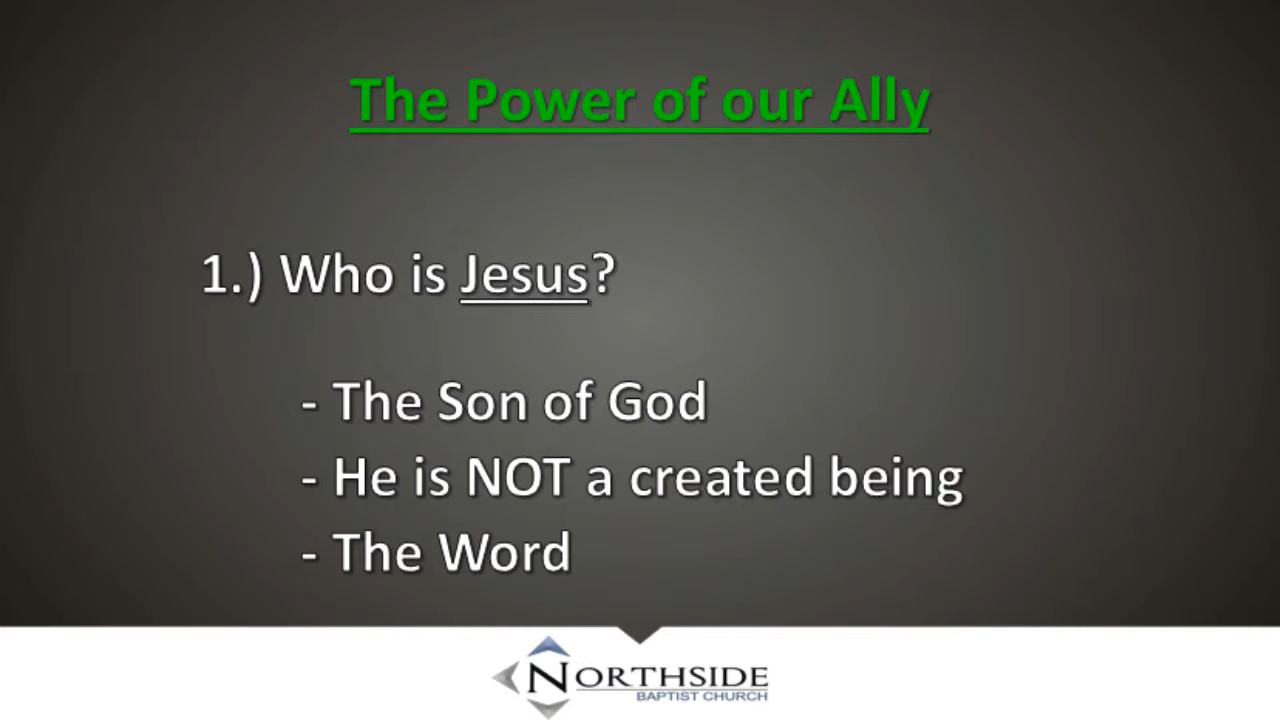 The Power of our Ally
1.) Who is Jesus?
- The Son of God
- He is NOT a created being
- The Word
NORTHSIDE
BAPTIST CHURCH